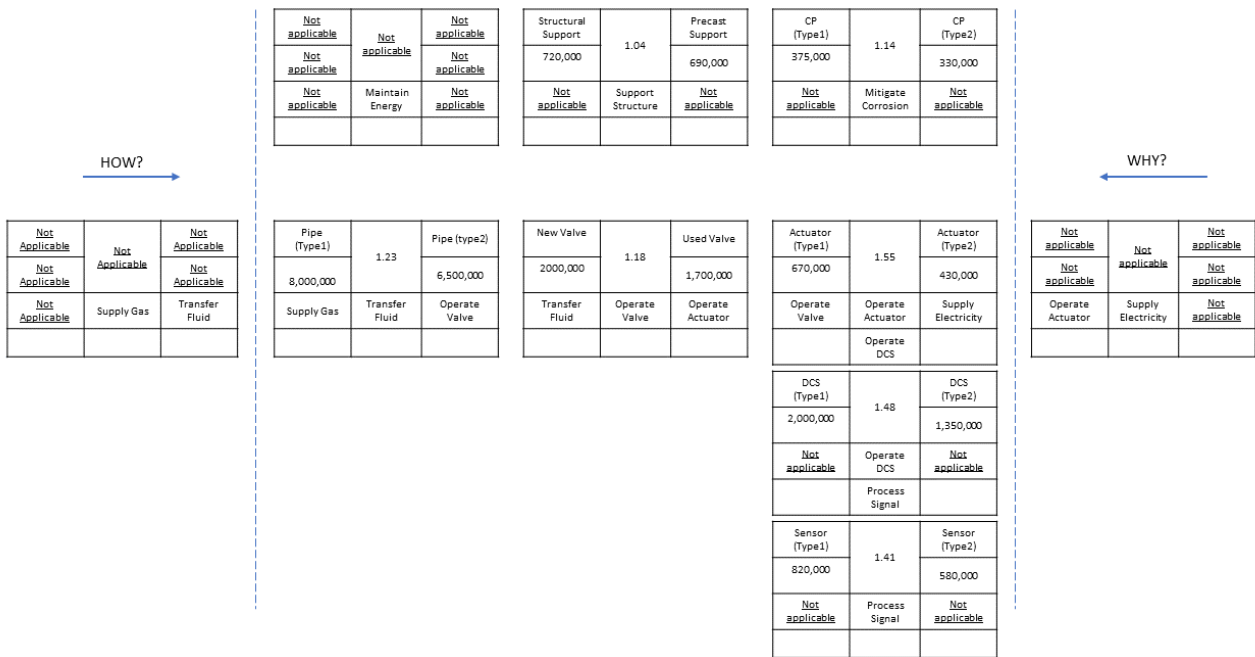 Not
applicable
Not
applicable
Not
applicable
Not
applicable
Not
applicable
Not
applicable
Maintain
Energy
Not
applicable
Structural
Support
1.04
Precast
Support
720,000
690,000
Not
applicable
Support
Structure
Not
applicable
CP
(Type1)
1.14
CP
(Type2)
375,000
330,000
Not
applicable
Mitigate
Corrosion
Not
applicable
HOW?
WHY?
Not
Applicable
Not
Applicable
Not
Applicable
Not
Applicable
Not
Applicable
Not
Applicable
Supply Gas
Transfer
Fluid
Pipe
(Type1)
1.23
Pipe (type2)
8,000,000
6,500,000
Supply Gas
Transfer
Fluid
Operate
Valve
New Valve
1.18
Used Valve
2000,000
1,700,000
Transfer
Fluid
Operate
Valve
Operate
Actuator
Actuator
(Type1)
1.55
Actuator
(Type2)
670,000
430,000
Operate
Valve
Operate
Actuator
Supply
Electricity
Operate
DCS
Not
applicable
Not
applicable
Not
applicable
Not
applicable
Not
applicable
Operate
Actuator
Supply
Electricity
Not
applicable
DCS
(Type1)
1.48
DCS
(Type2)
2,000,000
1,350,000
Not
applicable
Operate
DCS
Not
applicable
Process
Signal
Sensor
(Type1)
1.41
Sensor
(Type2)
820,000
580,000
Not
applicable
Process
Signal
Not
applicable